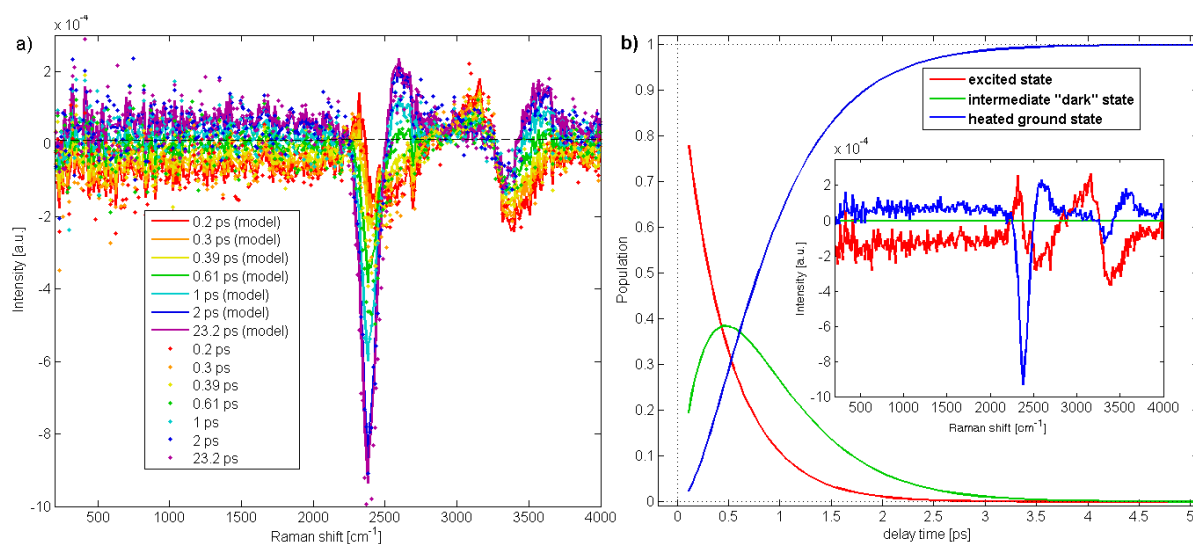 a)
x 10⁻⁴
2
0
-2
-4
-6
-8
-10
Intensity [a.u.]
0.2 ps (model)
0.3 ps (model)
0.39 ps (model)
0.61 ps (model)
1 ps (model)
2 ps (model)
23.2 ps (model)
0.2 ps
0.3 ps
0.39 ps
0.61 ps
1 ps
2 ps
23.2 ps
500 1000 1500 2000 2500 3000 3500 4000
Raman shift [cm⁻¹]
b)
1
0.9
0.8
0.7
0.6
0.5
0.4
0.3
0.2
0.1
0
Population
excited state
intermediate "dark" state
heated ground state
x 10⁻⁴
2
0
-2
-4
-6
-8
-10
Intensity [a.u.]
500 1000 1500 2000 2500 3000 3500 4000
Raman shift [cm⁻¹]
0 0.5 1 1.5 2 2.5 3 3.5 4 4.5 5
delay time [ps]